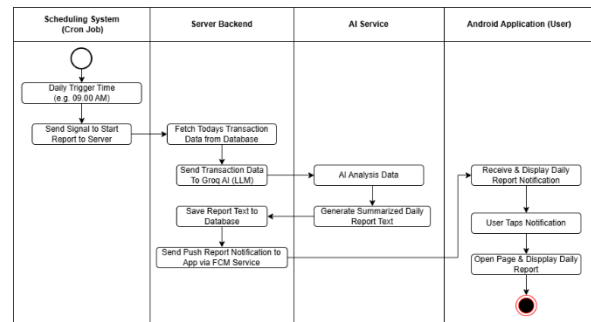 Scheduling System
(Cron Job)
Server Backend
AI Service
Android Application (User)
Daily Trigger Time
(e.g. 09.00 AM)
Send Signal to Start
Report to Server
Fetch Todays Transaction
Data from Database
Send Transaction Data
To Groq AI (LLM)
AI Analysis Data
Generate Summarized Daily
Report Text
Save Report Text to
Database
Send Push Report Notification to
App via FCM Service
Receive & Display Daily
Report Notification
User Taps Notification
Open Page & Dispplay Daily
Report